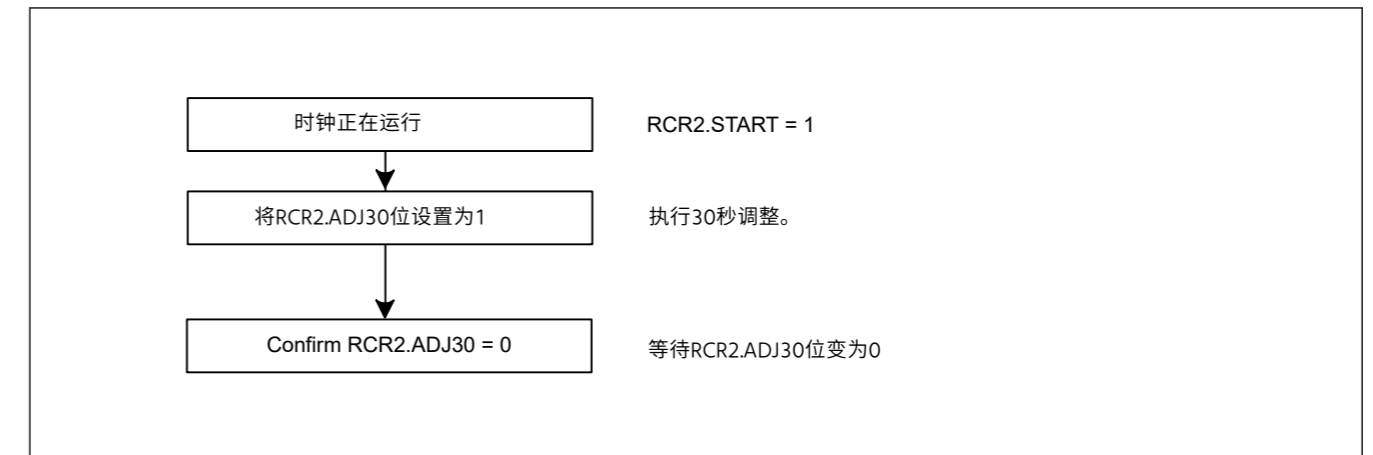 时钟正在运行
RCR2.START = 1
将RCR2.ADJ30位设置为1
执行30秒调整。
Confirm RCR2.ADJ30 = 0
等待RCR2.ADJ30位变为0